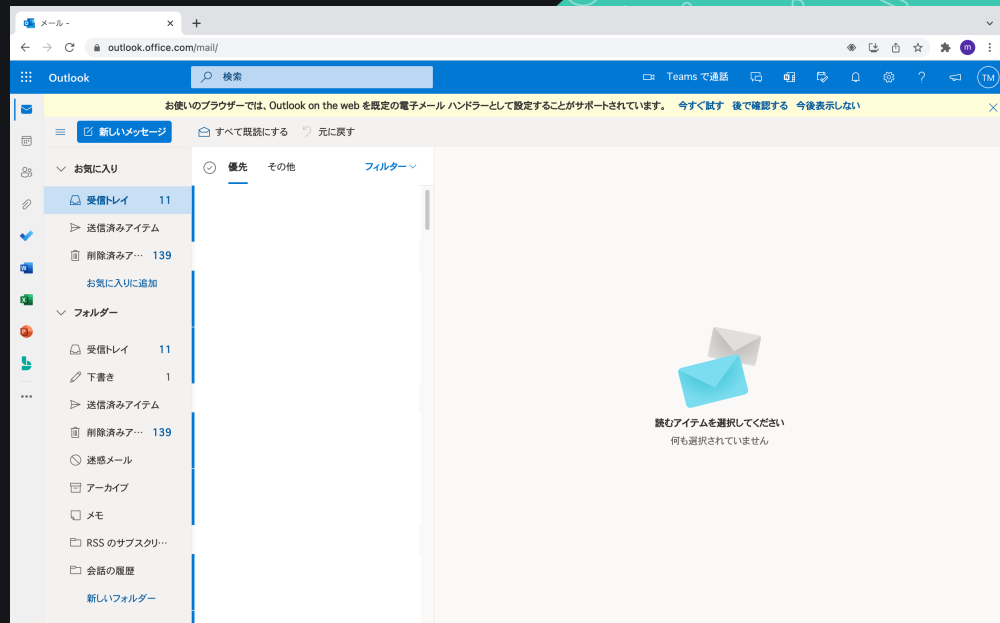 メール -
outlook.office.com/mail/
m
Outlook
検索
Teams で通話
TM
お使いのブラウザーでは、Outlook on the web を既定の電子メール ハンドラーとして設定することがサポートされています。 今すぐ試す 後で確認する 今後表示しない
新しいメッセージ
すべて既読にする
元に戻す
お気に入り
受信トレイ 11
送信済みアイテム
削除済みア… 139
お気に入りに追加
フォルダー
受信トレイ 11
下書き 1
送信済みアイテム
削除済みア… 139
迷惑メール
アーカイブ
メモ
RSS のサブスクリ…
会話の履歴
新しいフォルダー
優先
その他
フィルター
読むアイテムを選択してください
何も選択されていません